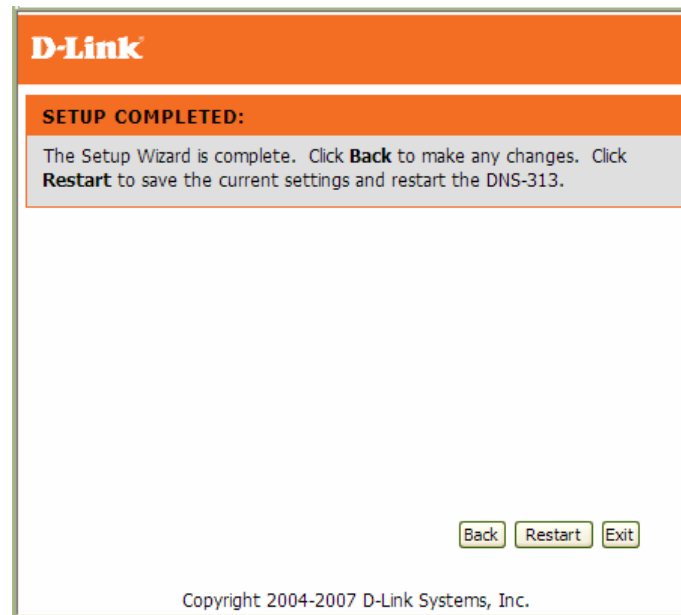 D-Link
SETUP COMPLETED:
The Setup Wizard is complete. Click Back to make any changes. Click
Restart to save the current settings and restart the DNS-313.
Back Restart Exit
Copyright 2004-2007 D-Link Systems, Inc.